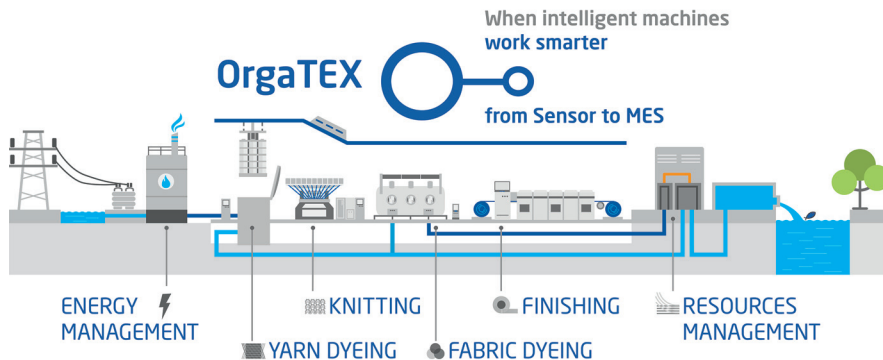 When intelligent machines
work smarter
OrgaTEX
from Sensor to MES
ENERGY
MANAGEMENT
KNITTING
FINISHING
RESOURCES
MANAGEMENT
YARN DYEING
FABRIC DYEING